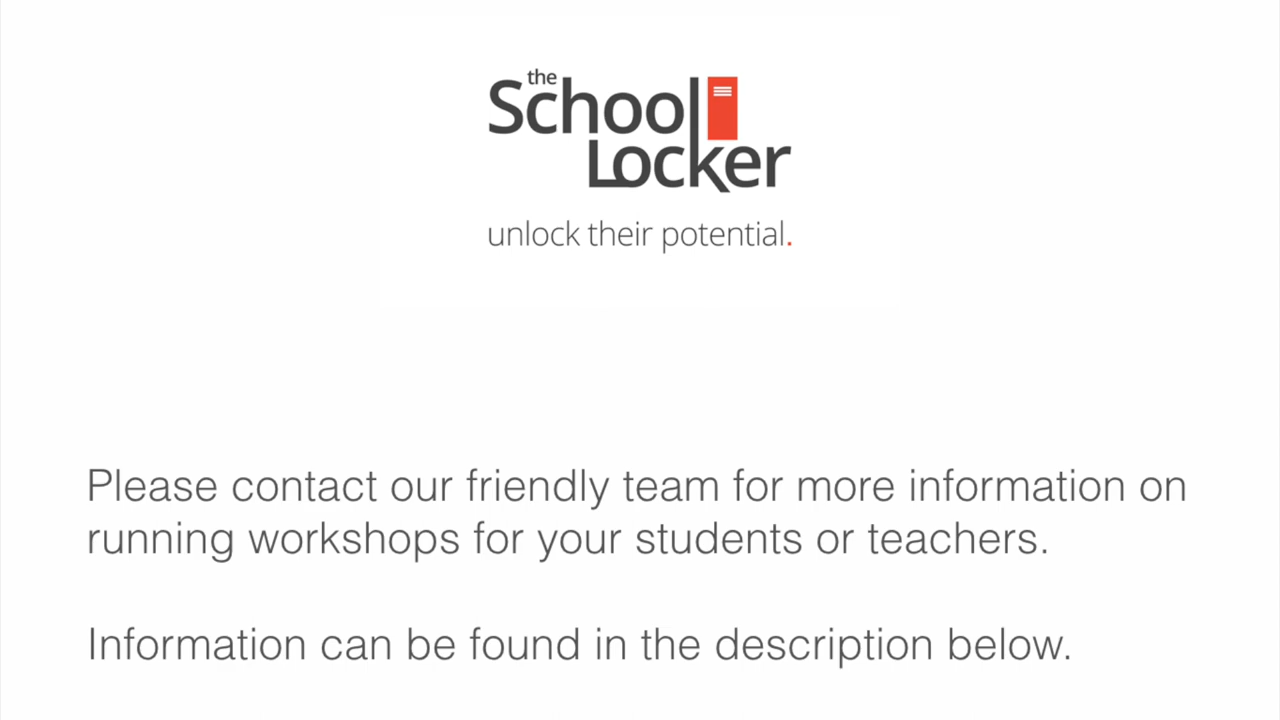 the
School
Locker
unlock their potential.
Please contact our friendly team for more information on
running workshops for your students or teachers.
Information can be found in the description below.